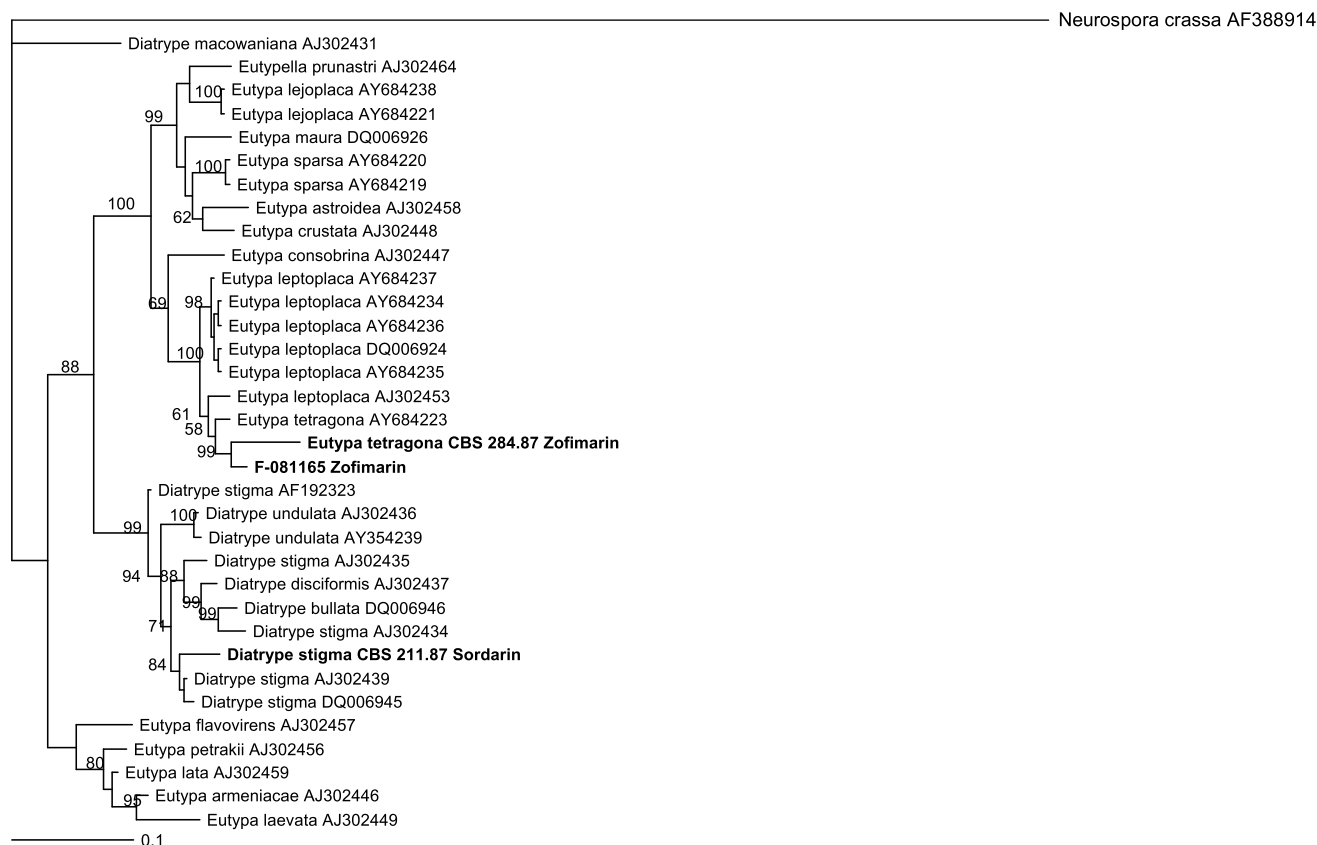 Neurospora crassa AF388914
Diatrype macowaniana AJ302431
Eutypella prunastri AJ302464
100
Eutypa lejoplaca AY684238
Eutypa lejoplaca AY684221
99
Eutypa maura DQ006926
100
Eutypa sparsa AY684220
Eutypa sparsa AY684219
100
Eutypa astroidea AJ302458
62
Eutypa crustata AJ302448
Eutypa consobrina AJ302447
Eutypa leptoplaca AY684237
69
98
Eutypa leptoplaca AY684234
Eutypa leptoplaca AY684236
100
Eutypa leptoplaca DQ006924
88
Eutypa leptoplaca AY684235
Eutypa leptoplaca AJ302453
61
Eutypa tetragona AY684223
58
Eutypa tetragona CBS 284.87 Zofimarin
99
F-081165 Zofimarin
Diatrype stigma AF192323
100
Diatrype undulata AJ302436
99
Diatrype undulata AY354239
Diatrype stigma AJ302435
94
88
Diatrype disciformis AJ302437
99
Diatrype bullata DQ006946
99
71
Diatrype stigma AJ302434
Diatrype stigma CBS 211.87 Sordarin
84
Diatrype stigma AJ302439
Diatrype stigma DQ006945
Eutypa flavovirens AJ302457
Eutypa petrakii AJ302456
80
Eutypa lata AJ302459
95
Eutypa armeniacae AJ302446
Eutypa laevata AJ302449
0.1